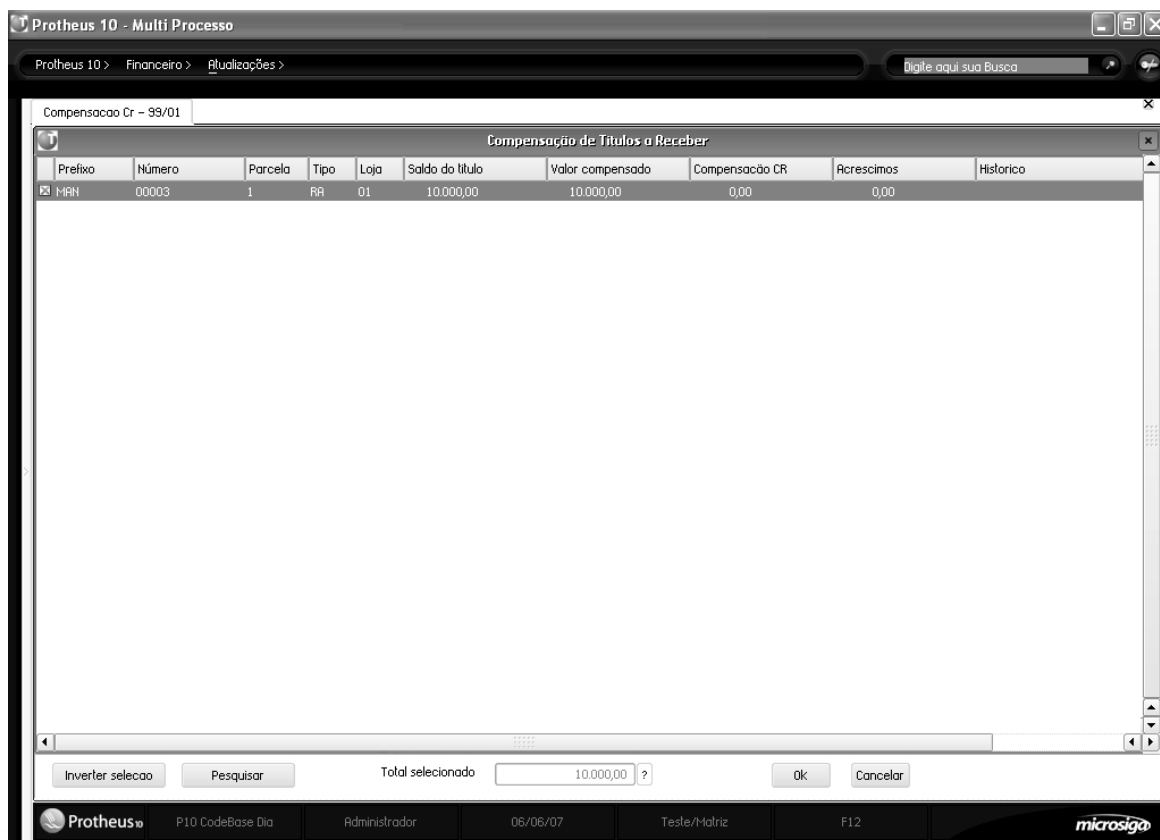 Protheus 10 - Multi Processo
Protheus 10 > Financeiro > Atualizações > Digite aqui sua Busca
Compensacao Cr - 99/01
Compensação de Titulos a Receber
Prefixo Número Parcela Tipo Loja Saldo do titulo Valor compensado Compensacão CR Acrescimos Historico
MAN 00003 1 RA 01 10.000,00 10.000,00 0,00 0,00
Inverter selecao Pesquisar Total selecionado 10.000,00 ? Ok Cancelar
Protheus10 P10 CodeBase Dia Administrador 06/06/07 Teste/Matriz F12 microsiga